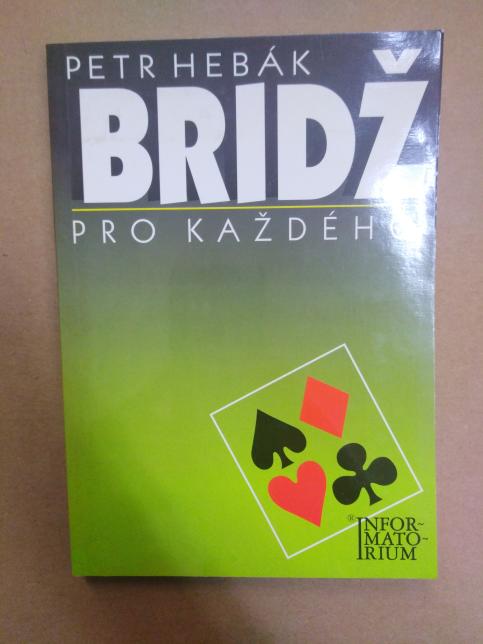 PETR HEBÁK
BRIDŽ
PRO KAŽDÉHO
®INFOR~
MATO~
RIUM